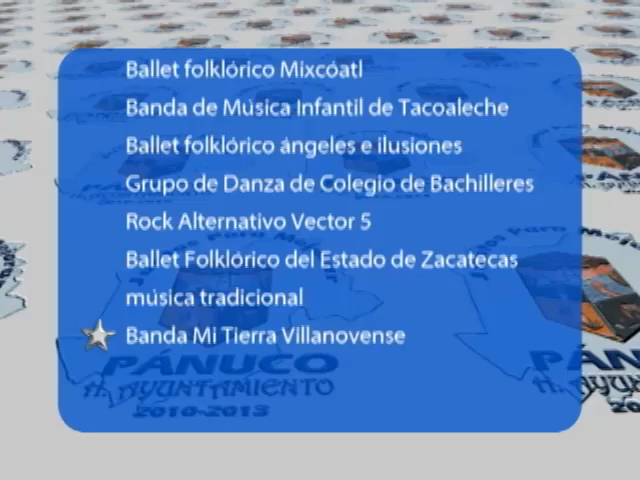 Ballet folklórico Mixcóatl
Banda de Música Infantil de Tacoaleche
Ballet folklórico ángeles e ilusiones
Grupo de Danza de Colegio de Bachilleres
Rock Alternativo Vector 5
Ballet Folklórico del Estado de Zacatecas
música tradicional
Banda Mi Tierra Villanovense
PÁNUCO
H. AYUNTAMIENTO
2010-2013